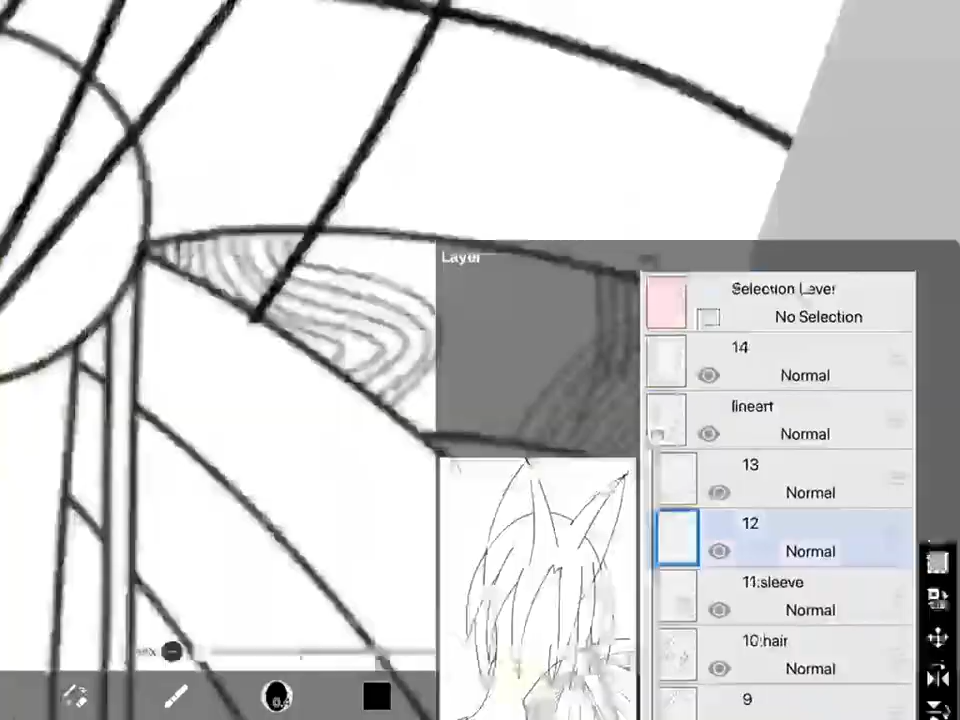 Layer
Selection Layer
No Selection
14
Normal
lineart
Normal
13
Normal
12
Normal
11:sleeve
Normal
10:hair
Normal
9